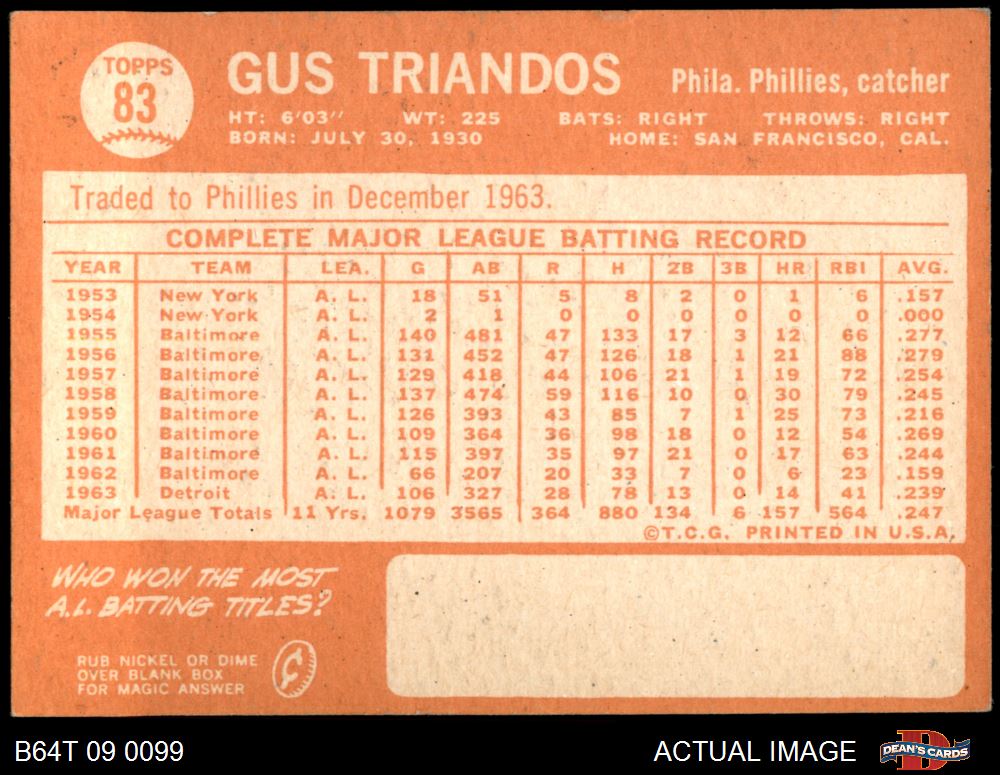 TOPPS
83
GUS TRIANDOS Phila. Phillies, catcher
HT: 6'03" WT: 225 BATS: RIGHT THROWS: RIGHT
BORN: JULY 30, 1930 HOME: SAN FRANCISCO, CAL.
Traded to Phillies in December 1963.
COMPLETE MAJOR LEAGUE BATTING RECORD
YEAR TEAM LEA. G AB R H 2B 3B HR RBI AVG.
1953 New York A. L. 18 51 5 8 2 0 1 6 .157
1954 New York A. L. 2 1 0 0 0 0 0 0 .000
1955 Baltimore A. L. 140 481 47 133 17 3 12 66 .277
1956 Baltimore A. L. 131 452 47 126 18 1 21 88 .279
1957 Baltimore A. L. 129 418 44 106 21 1 19 72 .254
1958 Baltimore A. L. 137 474 59 116 10 0 30 79 .245
1959 Baltimore A. L. 126 393 43 85 7 1 25 73 .216
1960 Baltimore A. L. 109 364 36 98 18 0 12 54 .269
1961 Baltimore A. L. 115 397 35 97 21 0 17 63 .244
1962 Baltimore A. L. 66 207 20 33 7 0 6 23 .159
1963 Detroit A. L. 106 327 28 78 13 0 14 41 .239
Major League Totals 11 Yrs. 1079 3565 364 880 134 6 157 564 .247
©T.C.G. PRINTED IN U.S.A.
WHO WON THE MOST
A.L. BATTING TITLES?
RUB NICKEL OR DIME
OVER BLANK BOX
FOR MAGIC ANSWER
¢
B64T 09 0099 ACTUAL IMAGE DEAN'S CARDS